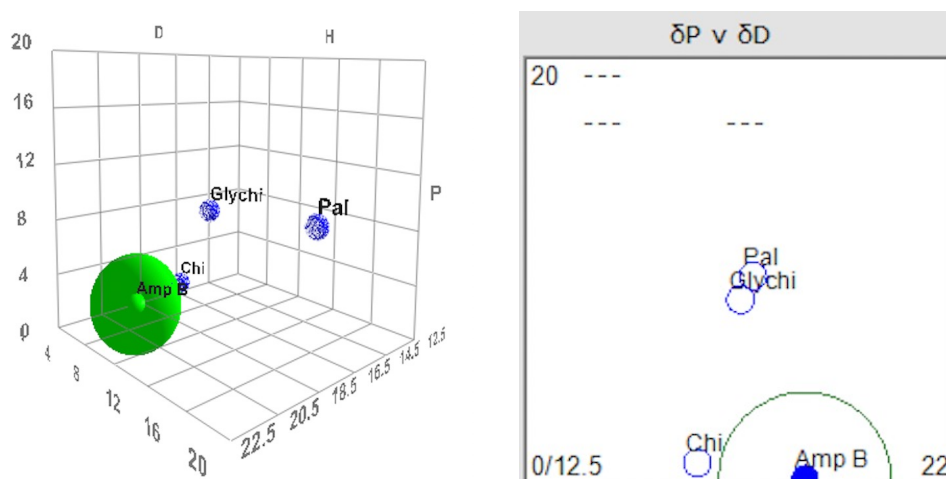 D
H
20
16
12
8
4
0
P
Glychi
Pal
Chi
Amp B
4
8
12
16
20
22.5
20.5
18.5
16.5
14.5
12.5
δP v δD
20 ---
--- ---
Pal
Glychi
Chi
Amp B
0/12.5
22